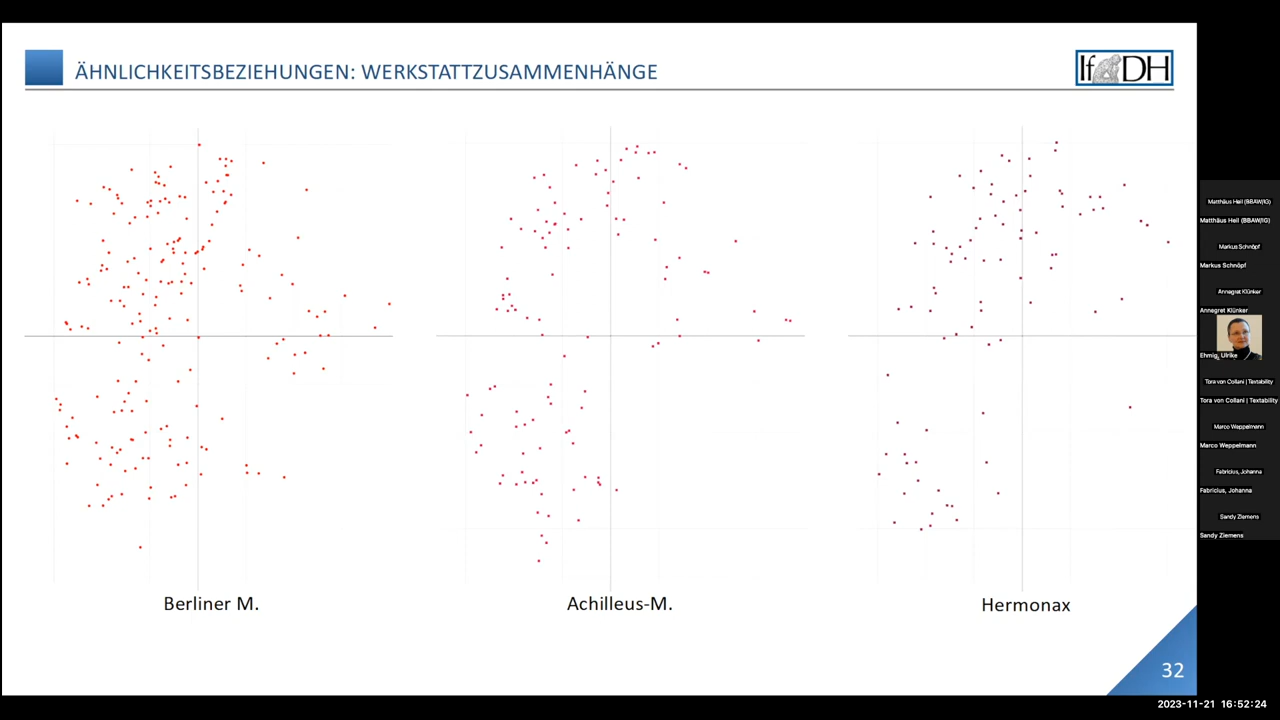 ÄHNLICHKEITSBEZIEHUNGEN: WERKSTATTZUSAMMENHÄNGE
IfDH
Berliner M.
Achilleus-M.
Hermonax
32
Matthäus Heil (BBAW/IG)
Matthäus Heil (BBAW/IG)
Markus Schnöpf
Markus Schnöpf
Annegret Klünker
Annegret Klünker
Ehmig, Ulrike
Tora von Collani | Textability
Tora von Collani | Textability
Marco Weppelmann
Marco Weppelmann
Fabricius, Johanna
Fabricius, Johanna
Sandy Ziemens
Sandy Ziemens
2023-11-21 16:52:24